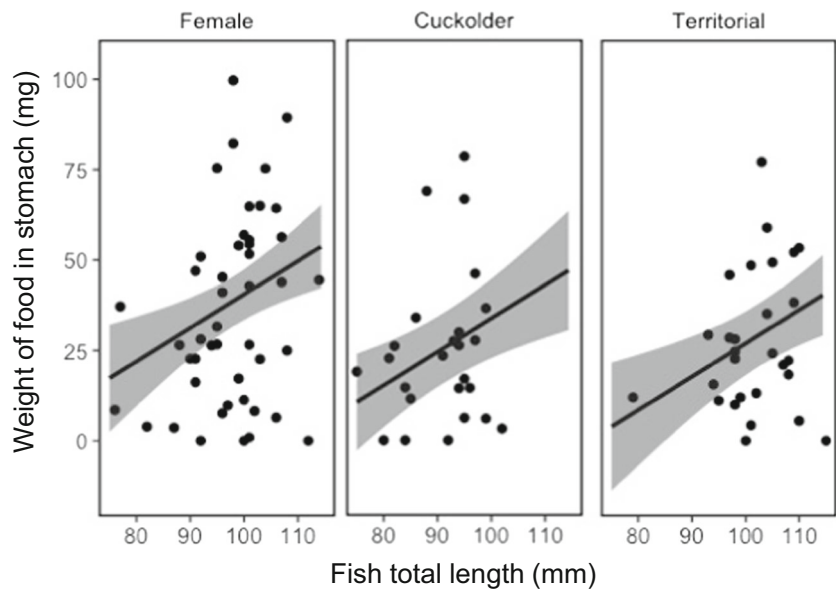 Female Cuckolder Territorial
Weight of food in stomach (mg)
100
75
50
25
0
80 90 100 110 80 90 100 110 80 90 100 110
Fish total length (mm)